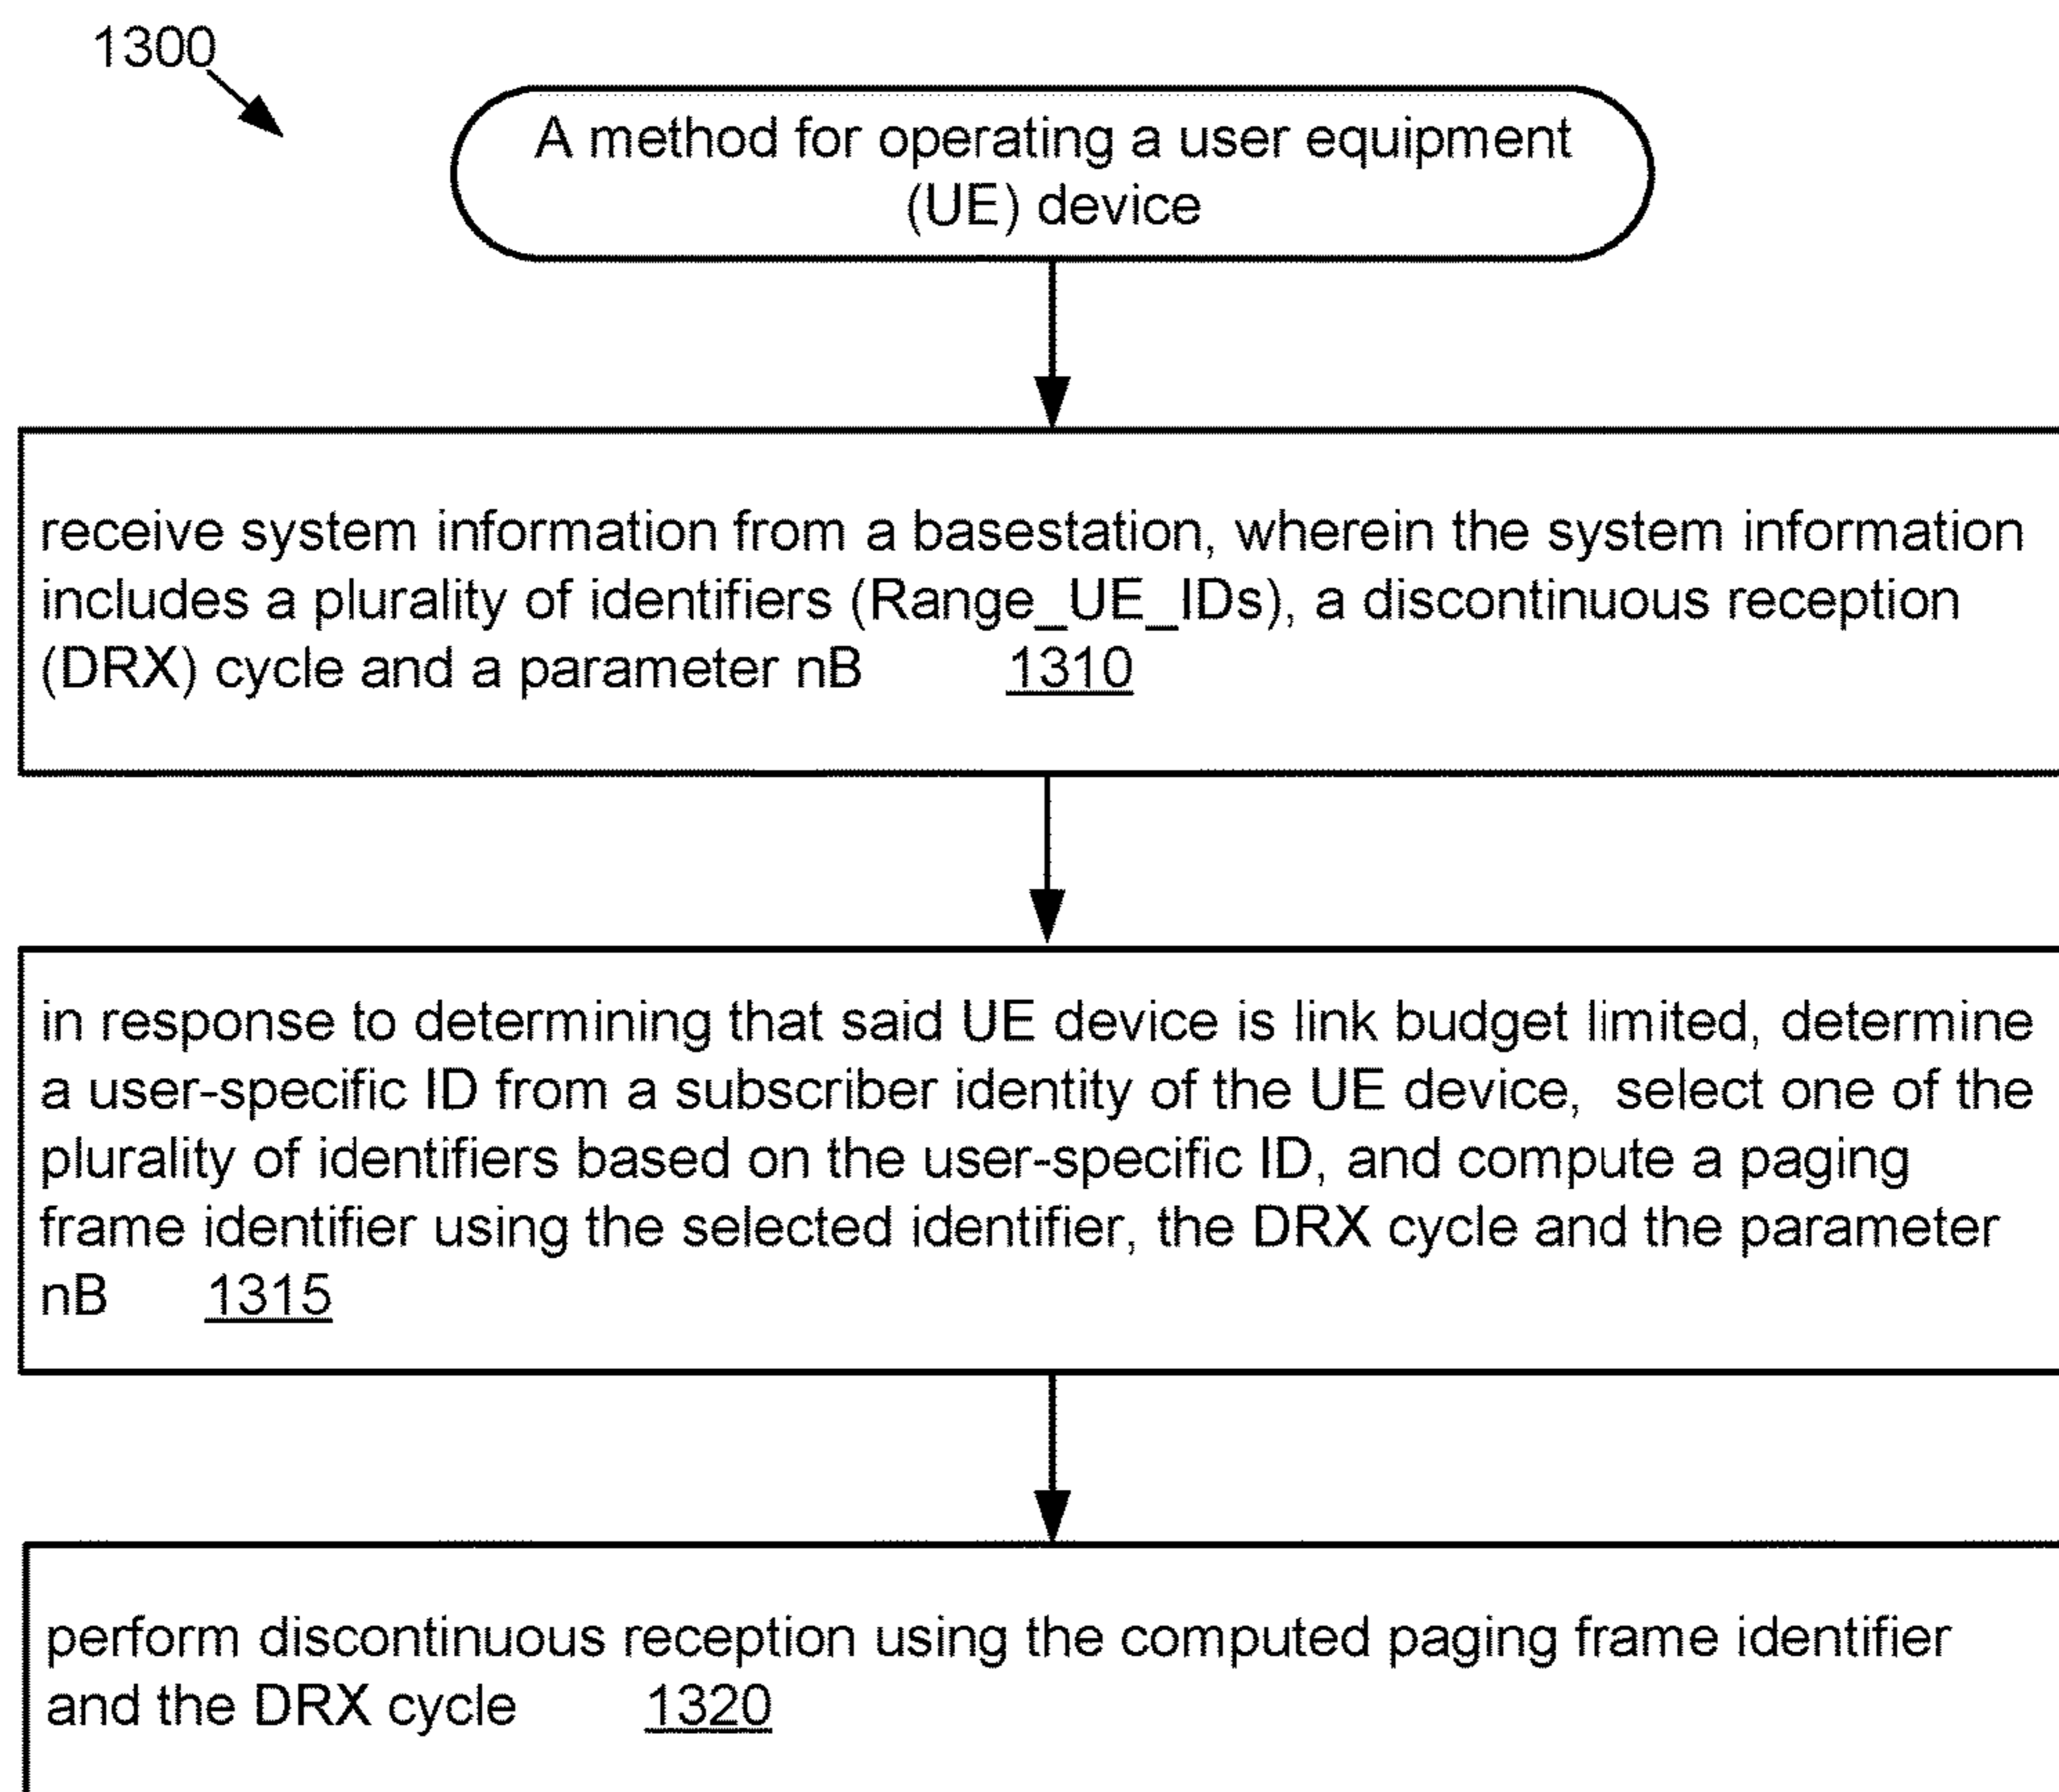 1300
A method for operating a user equipment
(UE) device
receive system information from a basestation, wherein the system information
includes a plurality of identifiers (Range_UE_IDs), a discontinuous reception
(DRX) cycle and a parameter nB 1310
in response to determining that said UE device is link budget limited, determine
a user-specific ID from a subscriber identity of the UE device, select one of the
plurality of identifiers based on the user-specific ID, and compute a paging
frame identifier using the selected identifier, the DRX cycle and the parameter
nB 1315
perform discontinuous reception using the computed paging frame identifier
and the DRX cycle 1320